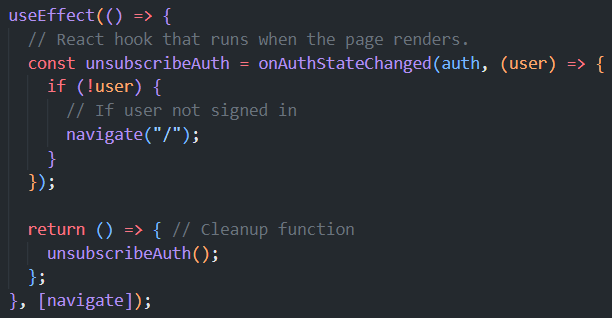 useEffect(() => {
  // React hook that runs when the page renders.
  const unsubscribeAuth = onAuthStateChanged(auth, (user) => {
    if (!user) {
      // If user not signed in
      navigate("/");
    }
  });

  return () => { // Cleanup function
    unsubscribeAuth();
  };
}, [navigate]);